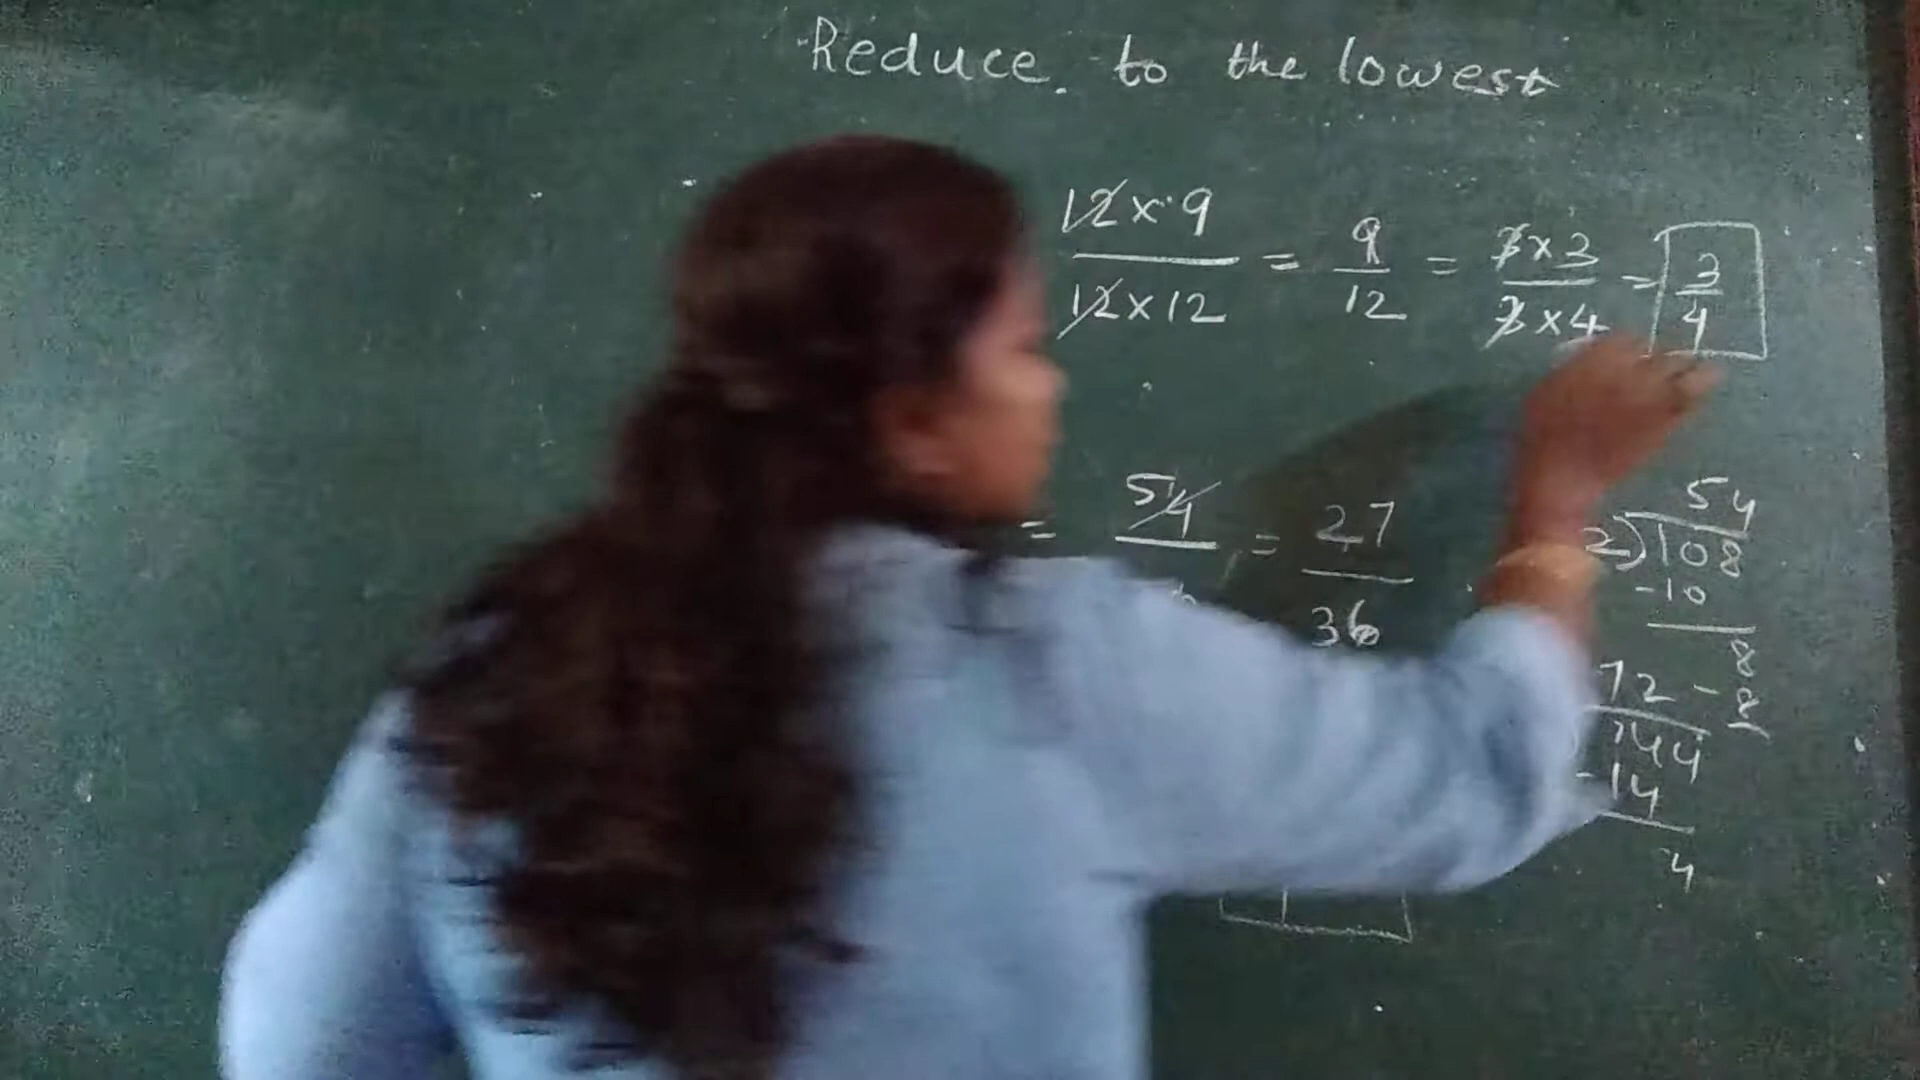 Reduce. to the lowest
12 x 9 / 12 x 12 = 9 / 12 = 3 x 3 / 3 x 4 = 3 / 4
= 54 / = 27 / 36
54
2)108
-10
8
72 - 8
144
-14
4